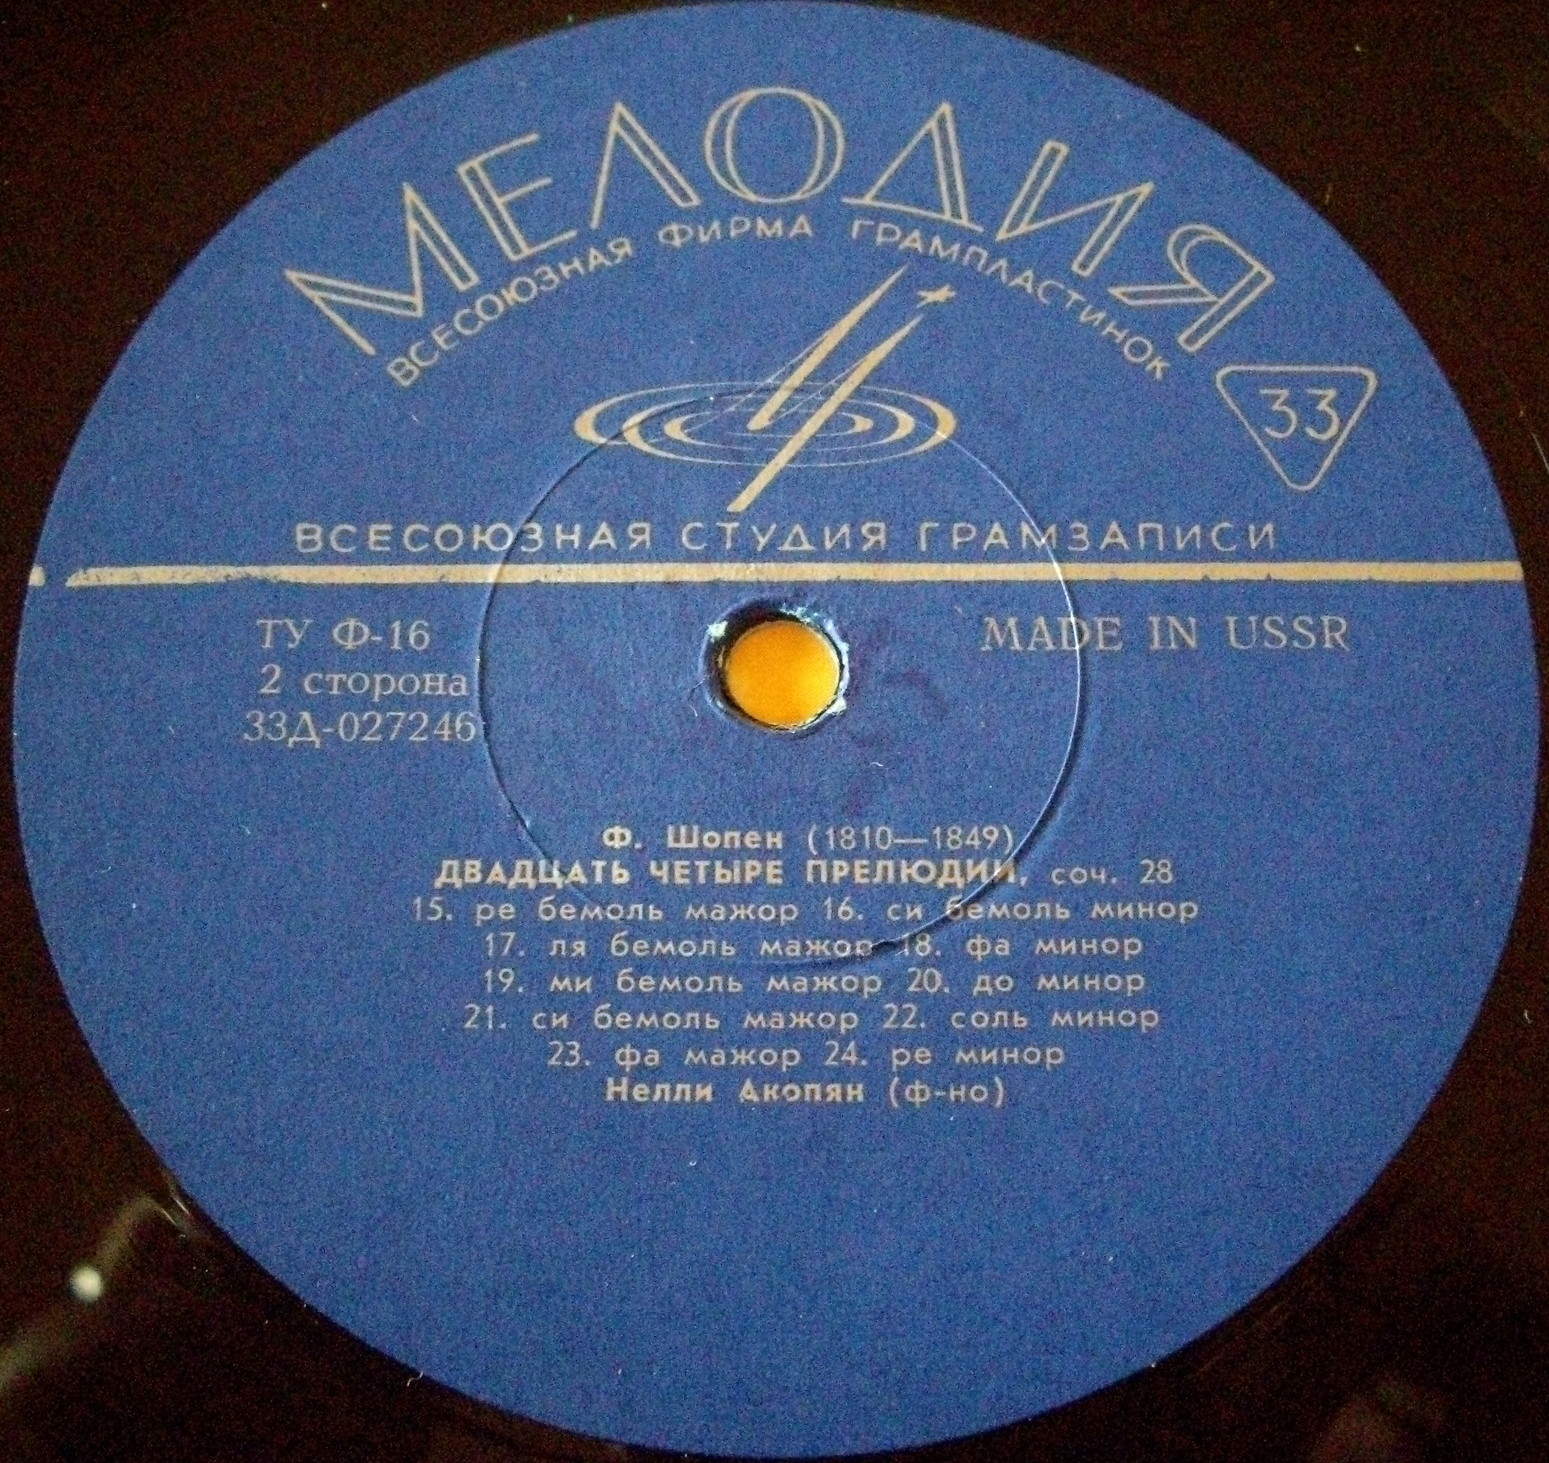 МЕЛОДИЯ
ВСЕСОЮЗНАЯ ФИРМА ГРАМПЛАСТИНОК
33
ВСЕСОЮЗНАЯ СТУДИЯ ГРАМЗАПИСИ
ТУ Ф-16
MADE IN USSR
2 сторона
33Д-027246
Ф. Шопен (1810—1849)
ДВАДЦАТЬ ЧЕТЫРЕ ПРЕЛЮДИИ, соч. 28
15. ре бемоль мажор 16. си бемоль минор
17. ля бемоль мажор 18. фа минор
19. ми бемоль мажор 20. до минор
21. си бемоль мажор 22. соль минор
23. фа мажор 24. ре минор
Нелли Акопян (ф-но)